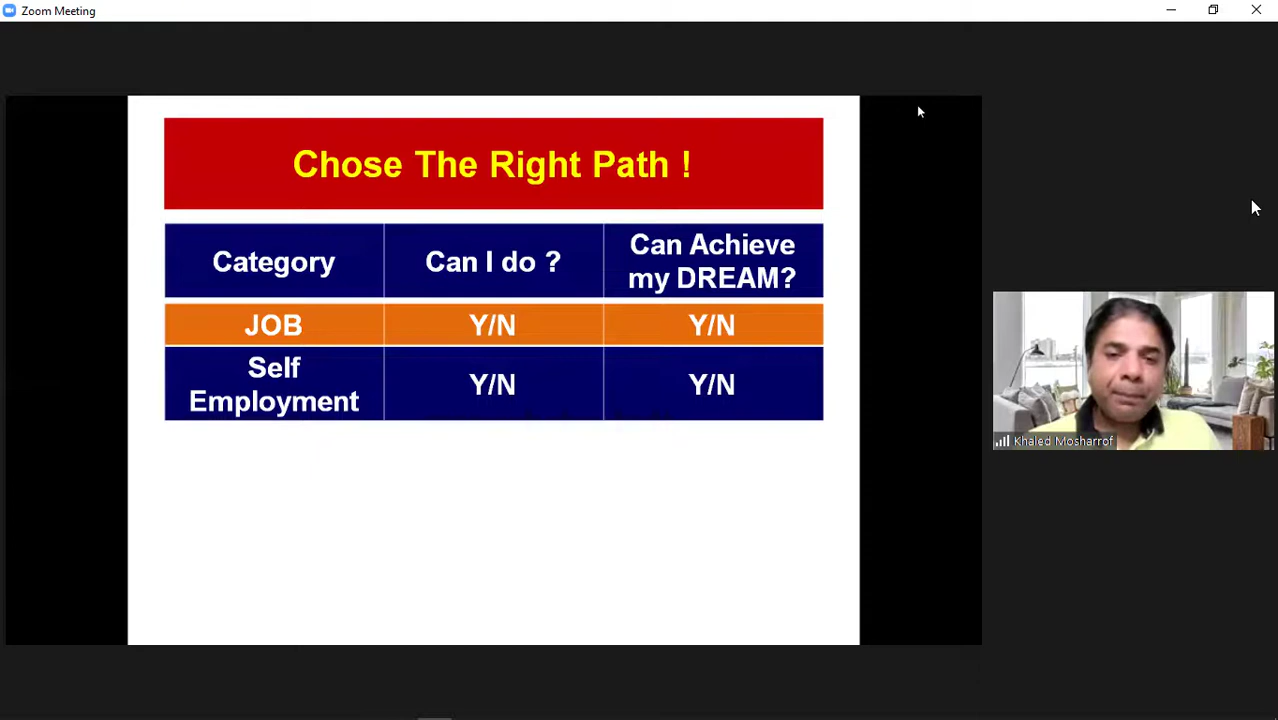 Zoom Meeting
Chose The Right Path !
Category
Can I do ?
Can Achieve
my DREAM?
JOB
Y/N
Y/N
Self
Employment
Y/N
Y/N
Khaled Mosharrof